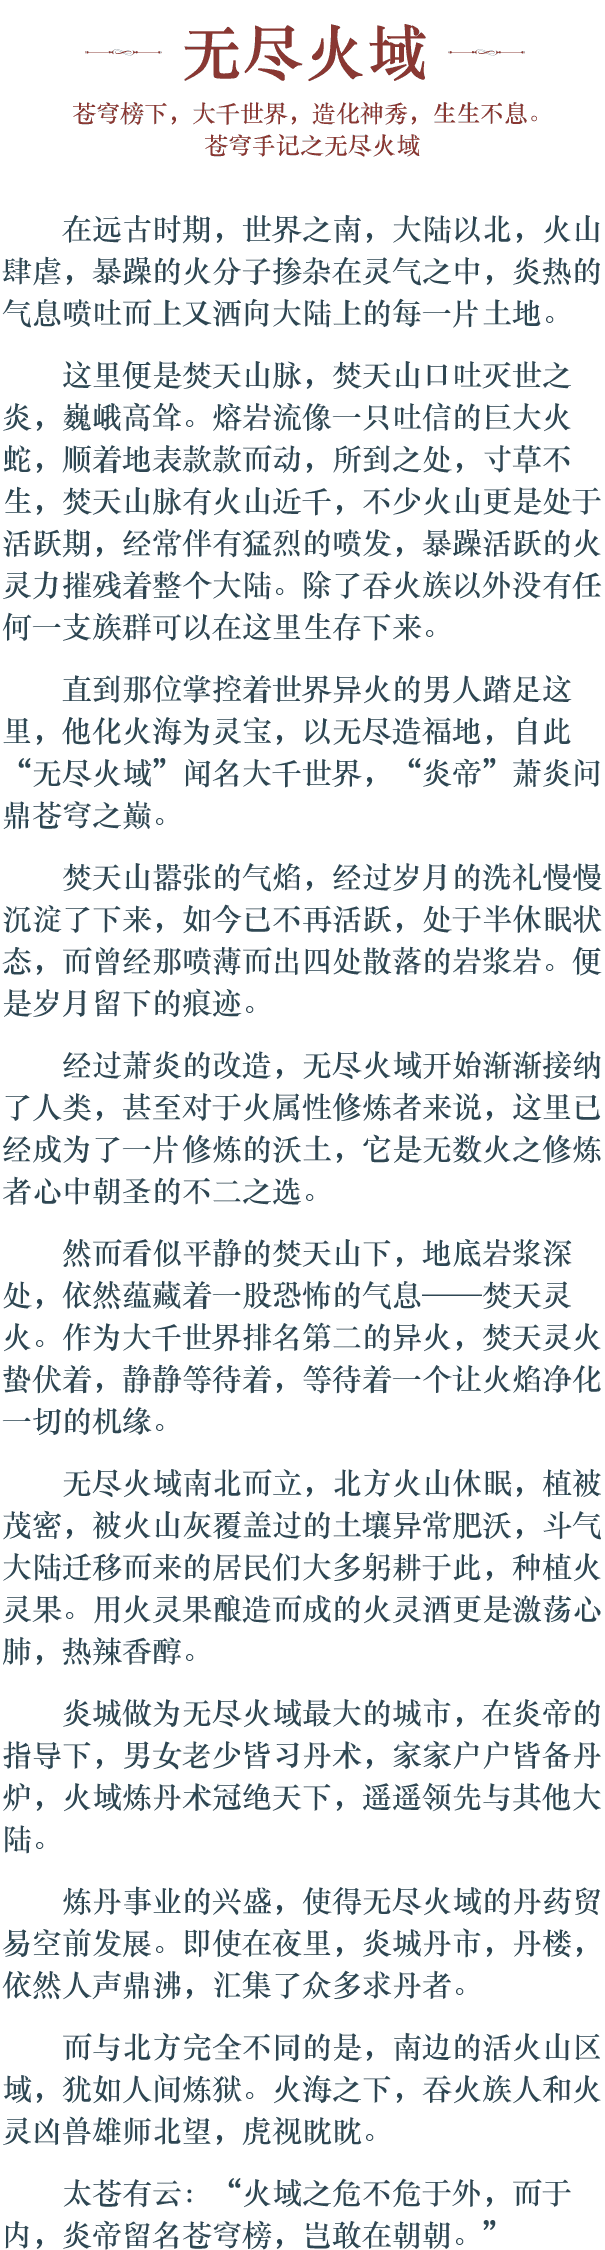 无尽火域
苍穹榜下，大千世界，造化神秀，生生不息。
苍穹手记之无尽火域
在远古时期，世界之南，大陆以北，火山
肆虐，暴躁的火分子掺杂在灵气之中，炎热的
气息喷吐而上又洒向大陆上的每一片土地。
这里便是焚天山脉，焚天山口吐灭世之
炎，巍峨高耸。熔岩流像一只吐信的巨大火
蛇，顺着地表款款而动，所到之处，寸草不
生，焚天山脉有火山近千，不少火山更是处于
活跃期，经常伴有猛烈的喷发，暴躁活跃的火
灵力摧残着整个大陆。除了吞火族以外没有任
何一支族群可以在这里生存下来。
直到那位掌控着世界异火的男人踏足这
里，他化火海为灵宝，以无尽造福地，自此
“无尽火域”闻名大千世界，“炎帝”萧炎问
鼎苍穹之巅。
焚天山嚣张的气焰，经过岁月的洗礼慢慢
沉淀了下来，如今已不再活跃，处于半休眠状
态，而曾经那喷薄而出四处散落的岩浆岩。便
是岁月留下的痕迹。
经过萧炎的改造，无尽火域开始渐渐接纳
了人类，甚至对于火属性修炼者来说，这里已
经成为了一片修炼的沃土，它是无数火之修炼
者心中朝圣的不二之选。
然而看似平静的焚天山下，地底岩浆深
处，依然蕴藏着一股恐怖的气息——焚天灵
火。作为大千世界排名第二的异火，焚天灵火
蛰伏着，静静等待着，等待着一个让火焰净化
一切的机缘。
无尽火域南北而立，北方火山休眠，植被
茂密，被火山灰覆盖过的土壤异常肥沃，斗气
大陆迁移而来的居民们大多躬耕于此，种植火
灵果。用火灵果酿造而成的火灵酒更是激荡心
肺，热辣香醇。
炎城做为无尽火域最大的城市，在炎帝的
指导下，男女老少皆习丹术，家家户户皆备丹
炉，火域炼丹术冠绝天下，遥遥领先与其他大
陆。
炼丹事业的兴盛，使得无尽火域的丹药贸
易空前发展。即使在夜里，炎城丹市，丹楼，
依然人声鼎沸，汇集了众多求丹者。
而与北方完全不同的是，南边的活火山区
域，犹如人间炼狱。火海之下，吞火族人和火
灵凶兽雄师北望，虎视眈眈。
太苍有云：“火域之危不危于外，而于
内，炎帝留名苍穹榜，岂敢在朝朝。”